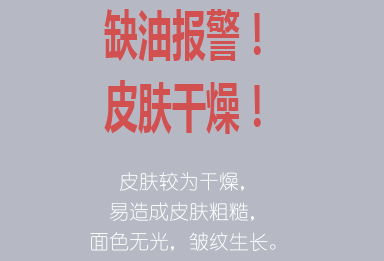 缺油报警！
皮肤干燥！
皮肤较为干燥，
易造成皮肤粗糙，
面色无光，皱纹生长。